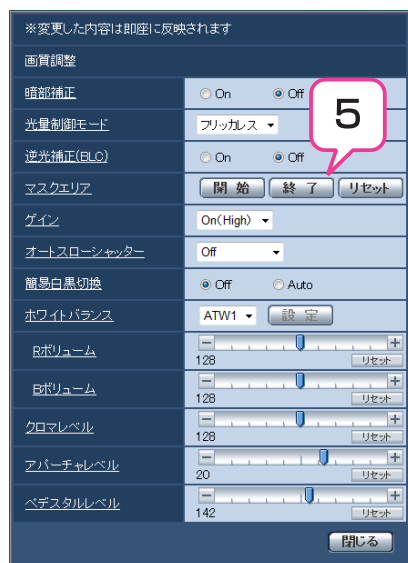 ※変更した内容は即座に反映されます
画質調整
暗部補正 On Off
光量制御モード フリッカレス
5
逆光補正(BLC) On Off
マスクエリア 開 始 終 了 リセット
ゲイン On(High)
オートスローシャッター Off
簡易白黒切換 Off Auto
ホワイトバランス ATW1 設 定
Rボリューム − +
128 リセット
Bボリューム − +
128 リセット
クロマレベル − +
128 リセット
アパーチャレベル − +
20 リセット
ペデスタルレベル − +
142 リセット
閉じる